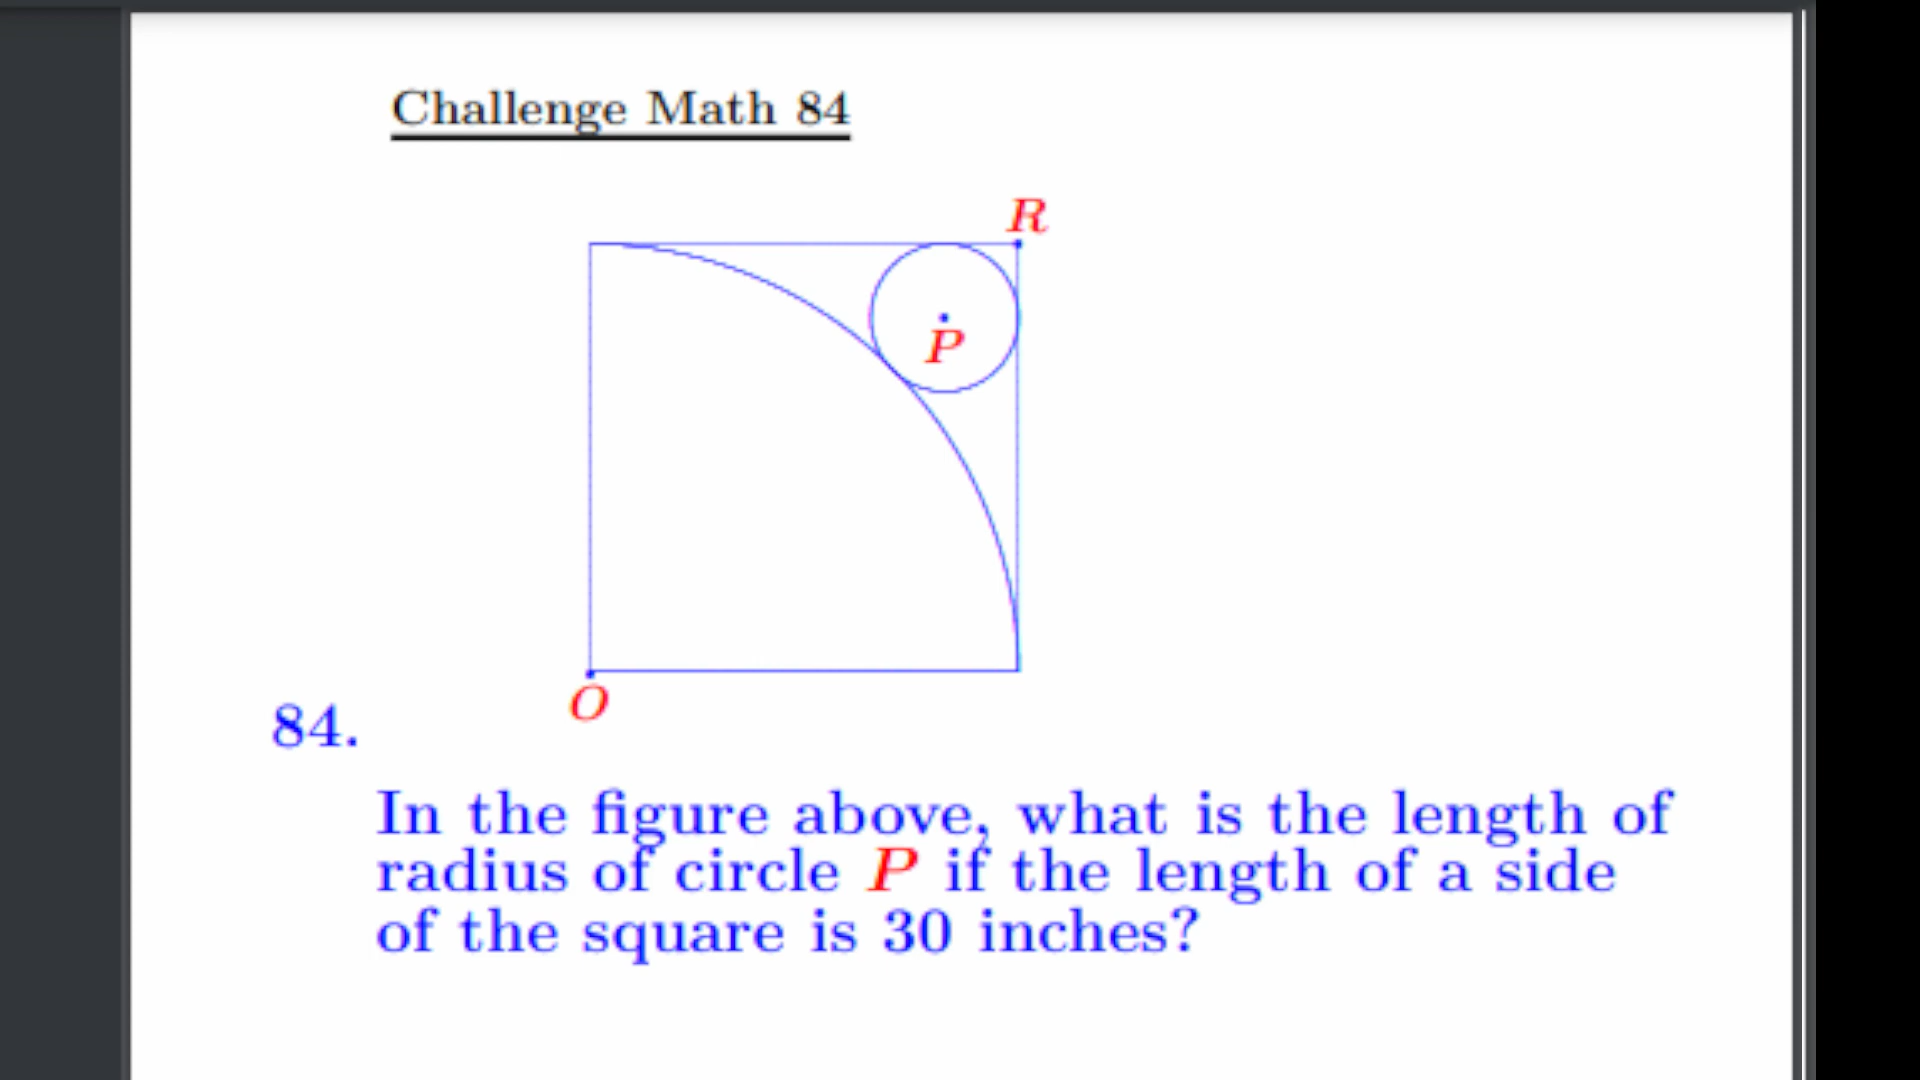 Challenge Math 84
R
P
O
84.
In the figure above, what is the length of
radius of circle P if the length of a side
of the square is 30 inches?